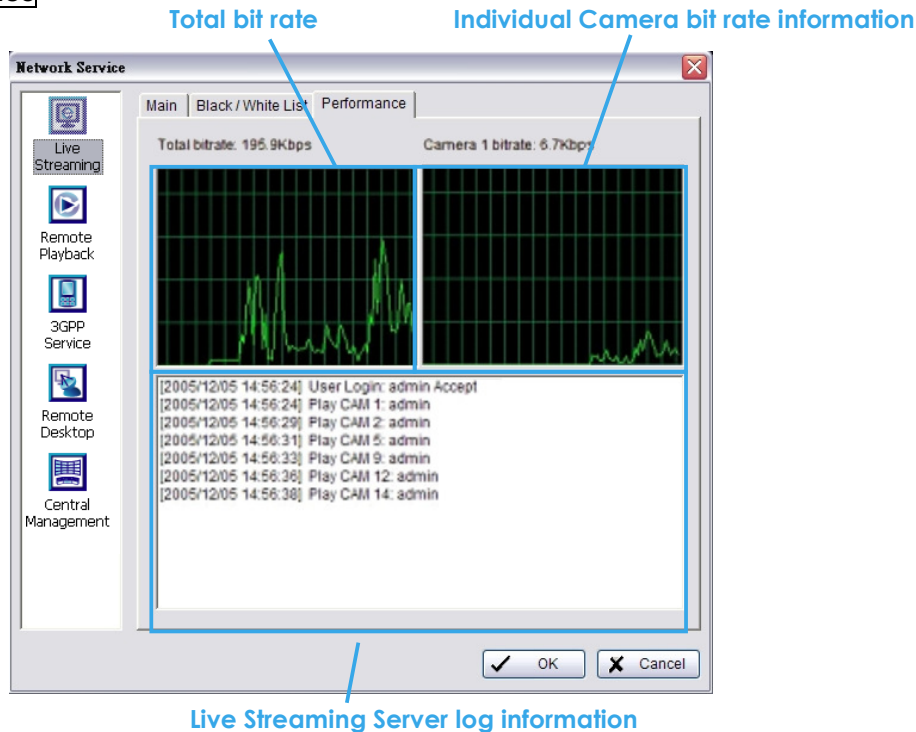 Total bit rate
Individual Camera bit rate information
Network Service
Main
Black / White List
Performance
Live
Streaming
Remote
Playback
3GPP
Service
Remote
Desktop
Central
Management
Total bitrate: 195.9Kbps
Camera 1 bitrate: 6.7Kbps
[2005/12/05 14:56:24] User Login: admin Accept
[2005/12/05 14:56:24] Play CAM 1: admin
[2005/12/05 14:56:29] Play CAM 2: admin
[2005/12/05 14:56:31] Play CAM 5: admin
[2005/12/05 14:56:33] Play CAM 9: admin
[2005/12/05 14:56:36] Play CAM 12: admin
[2005/12/05 14:56:38] Play CAM 14: admin
OK
Cancel
Live Streaming Server log information